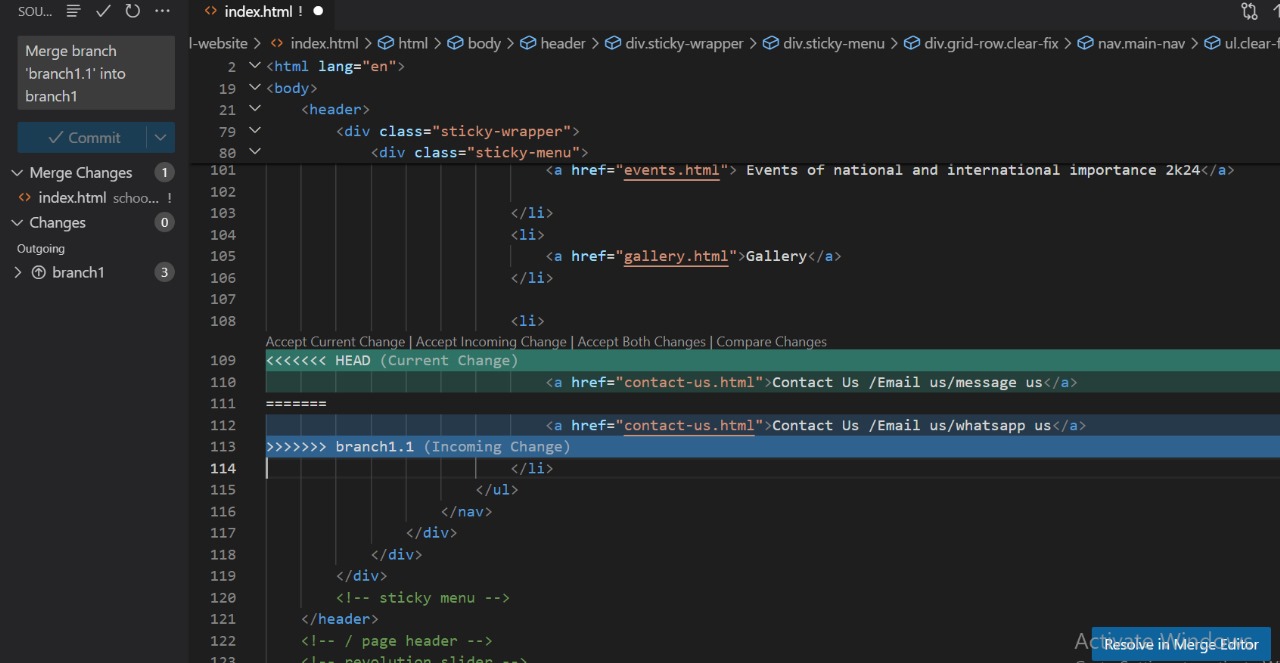 SOU...
Merge branch
'branch1.1' into
branch1
Commit
Merge Changes 1
index.html schoo... !
Changes 0
Outgoing
branch1 3
index.html !
l-website > index.html > html > body > header > div.sticky-wrapper > div.sticky-menu > div.grid-row.clear-fix > nav.main-nav > ul.clear-f
2 <html lang="en">
19 <body>
21 <header>
79 <div class="sticky-wrapper">
80 <div class="sticky-menu">
101 <a href="events.html"> Events of national and international importance 2k24</a>
102
103 </li>
104 <li>
105 <a href="gallery.html">Gallery</a>
106 </li>
107
108 <li>
Accept Current Change | Accept Incoming Change | Accept Both Changes | Compare Changes
109 <<<<<<< HEAD (Current Change)
110 <a href="contact-us.html">Contact Us /Email us/message us</a>
111 =======
112 <a href="contact-us.html">Contact Us /Email us/whatsapp us</a>
113 >>>>>>> branch1.1 (Incoming Change)
114 </li>
115 </ul>
116 </nav>
117 </div>
118 </div>
119 </div>
120 <!-- sticky menu -->
121 </header>
122 <!-- / page header -->
123 <!-- revolution slider -->
Activate Windows
Resolve in Merge Editor